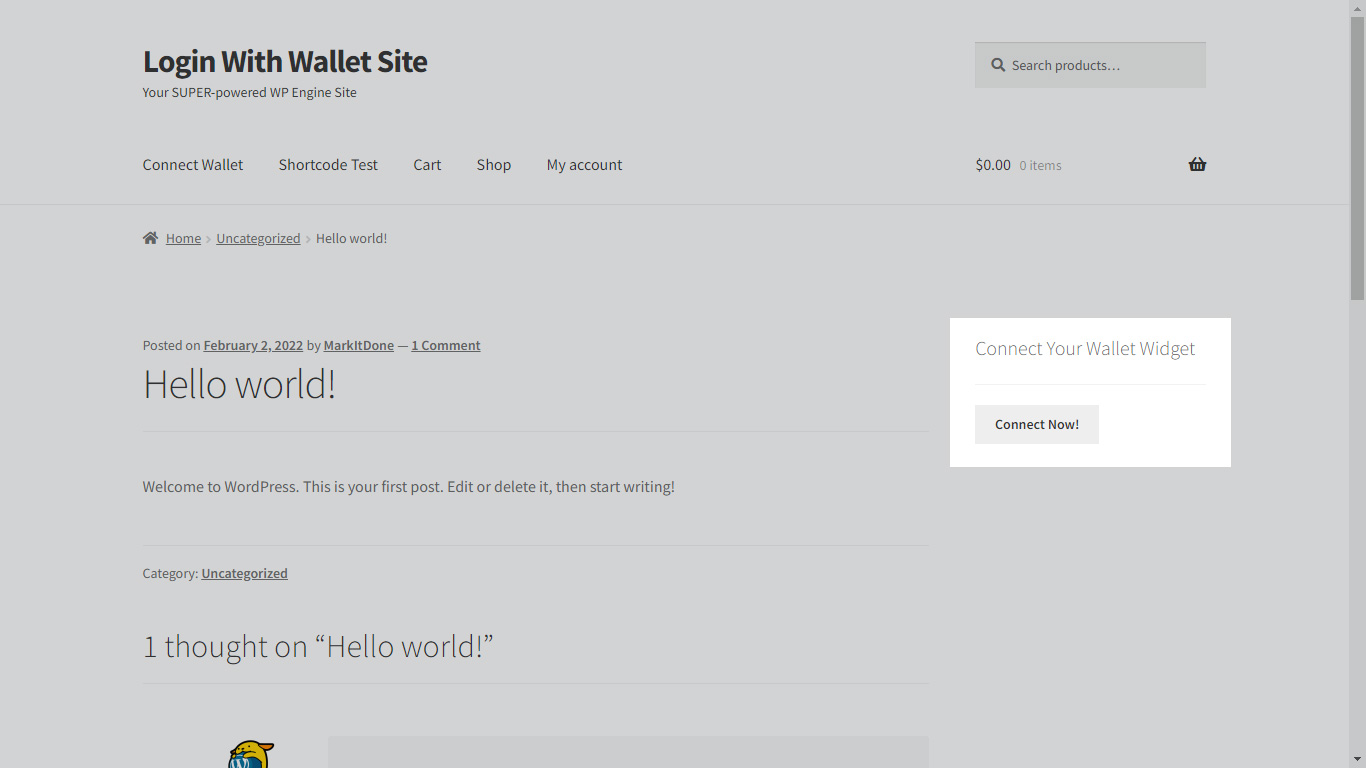 Login With Wallet Site
Your SUPER-powered WP Engine Site
Search products…
Connect Wallet Shortcode Test Cart Shop My account
$0.00 0 items
Home Uncategorized Hello world!
Posted on February 2, 2022 by MarkItDone — 1 Comment
Hello world!
Welcome to WordPress. This is your first post. Edit or delete it, then start writing!
Category: Uncategorized
1 thought on “Hello world!”
Connect Your Wallet Widget
Connect Now!